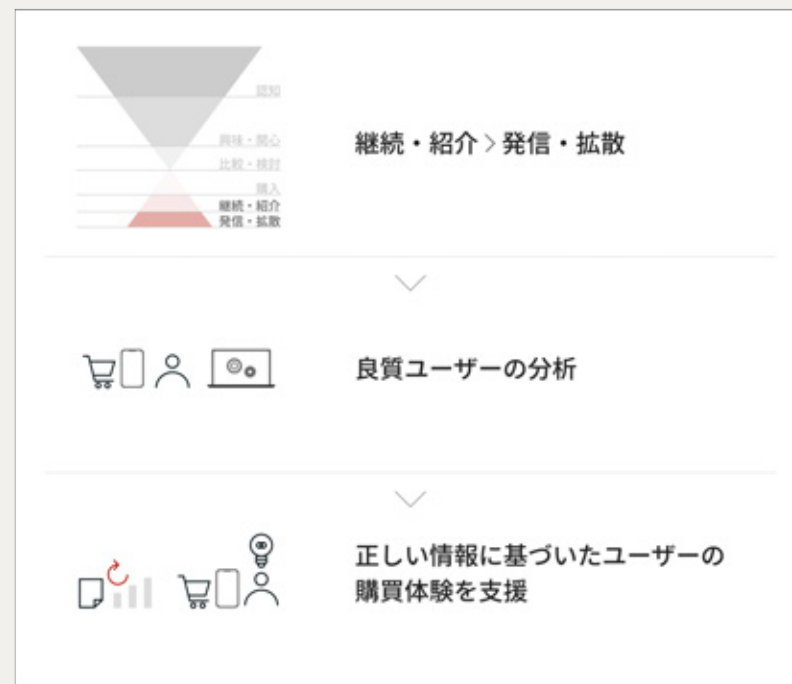 認知
興味・関心
比較・検討
購入
継続・紹介
発信・拡散
継続・紹介 > 発信・拡散
良質ユーザーの分析
正しい情報に基づいたユーザーの
購買体験を支援